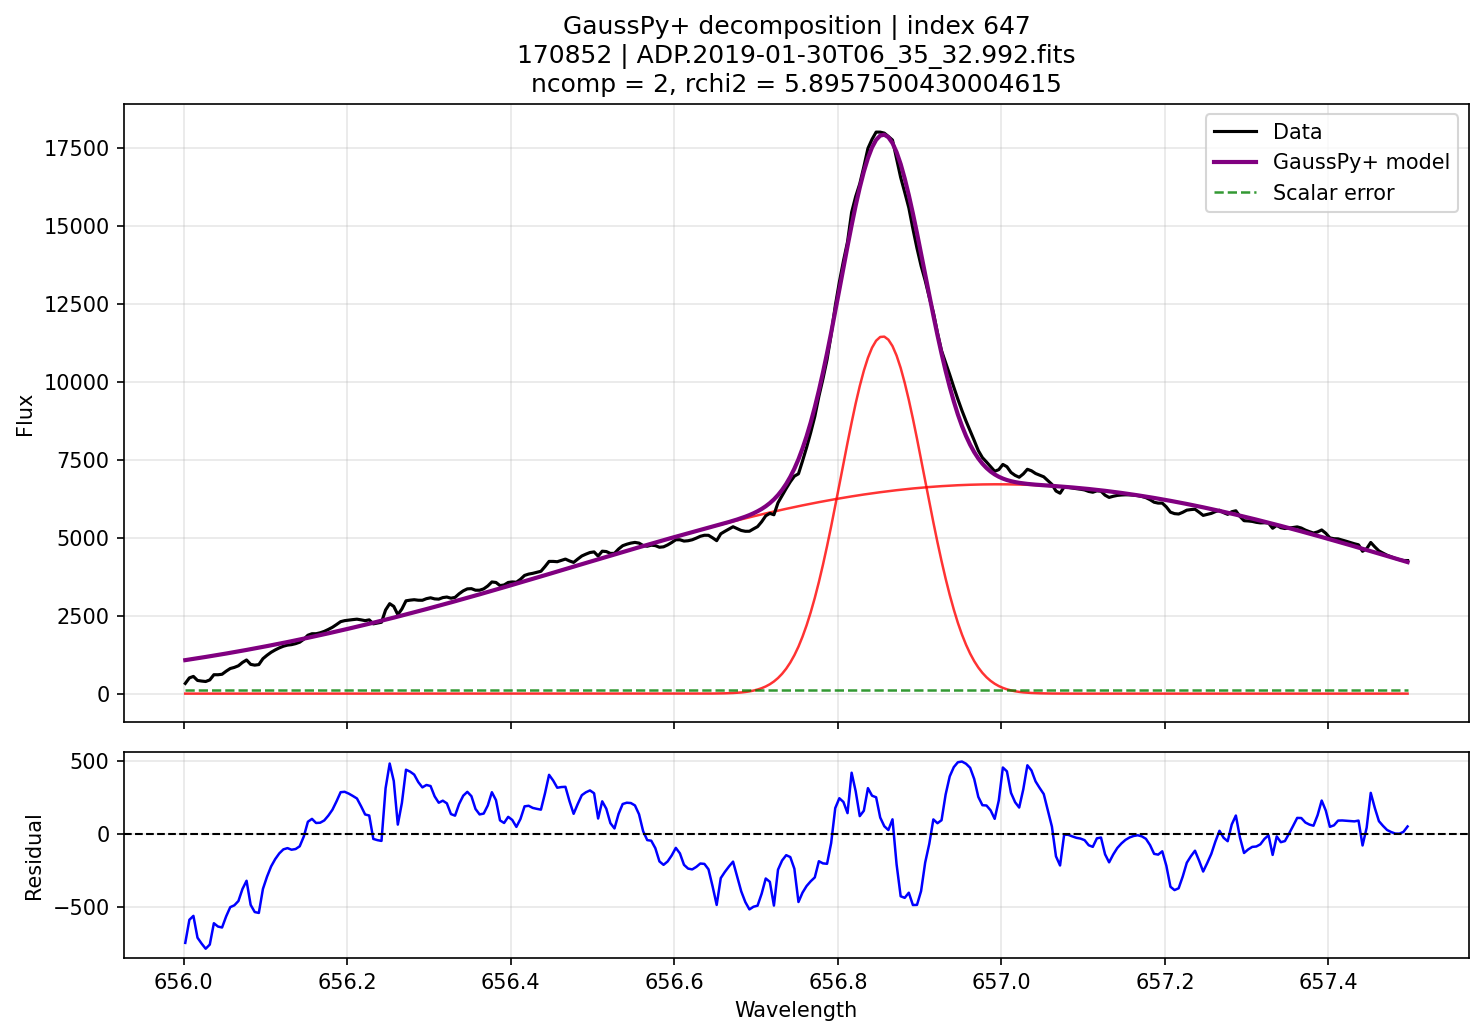 GaussPy+ decomposition | index 647
170852 | ADP.2019-01-30T06_35_32.992.fits
ncomp = 2, rchi2 = 5.8957500430004615
Data
GaussPy+ model
Scalar error
17500
15000
12500
10000
7500
5000
2500
0
Flux
500
0
−500
Residual
656.0 656.2 656.4 656.6 656.8 657.0 657.2 657.4
Wavelength